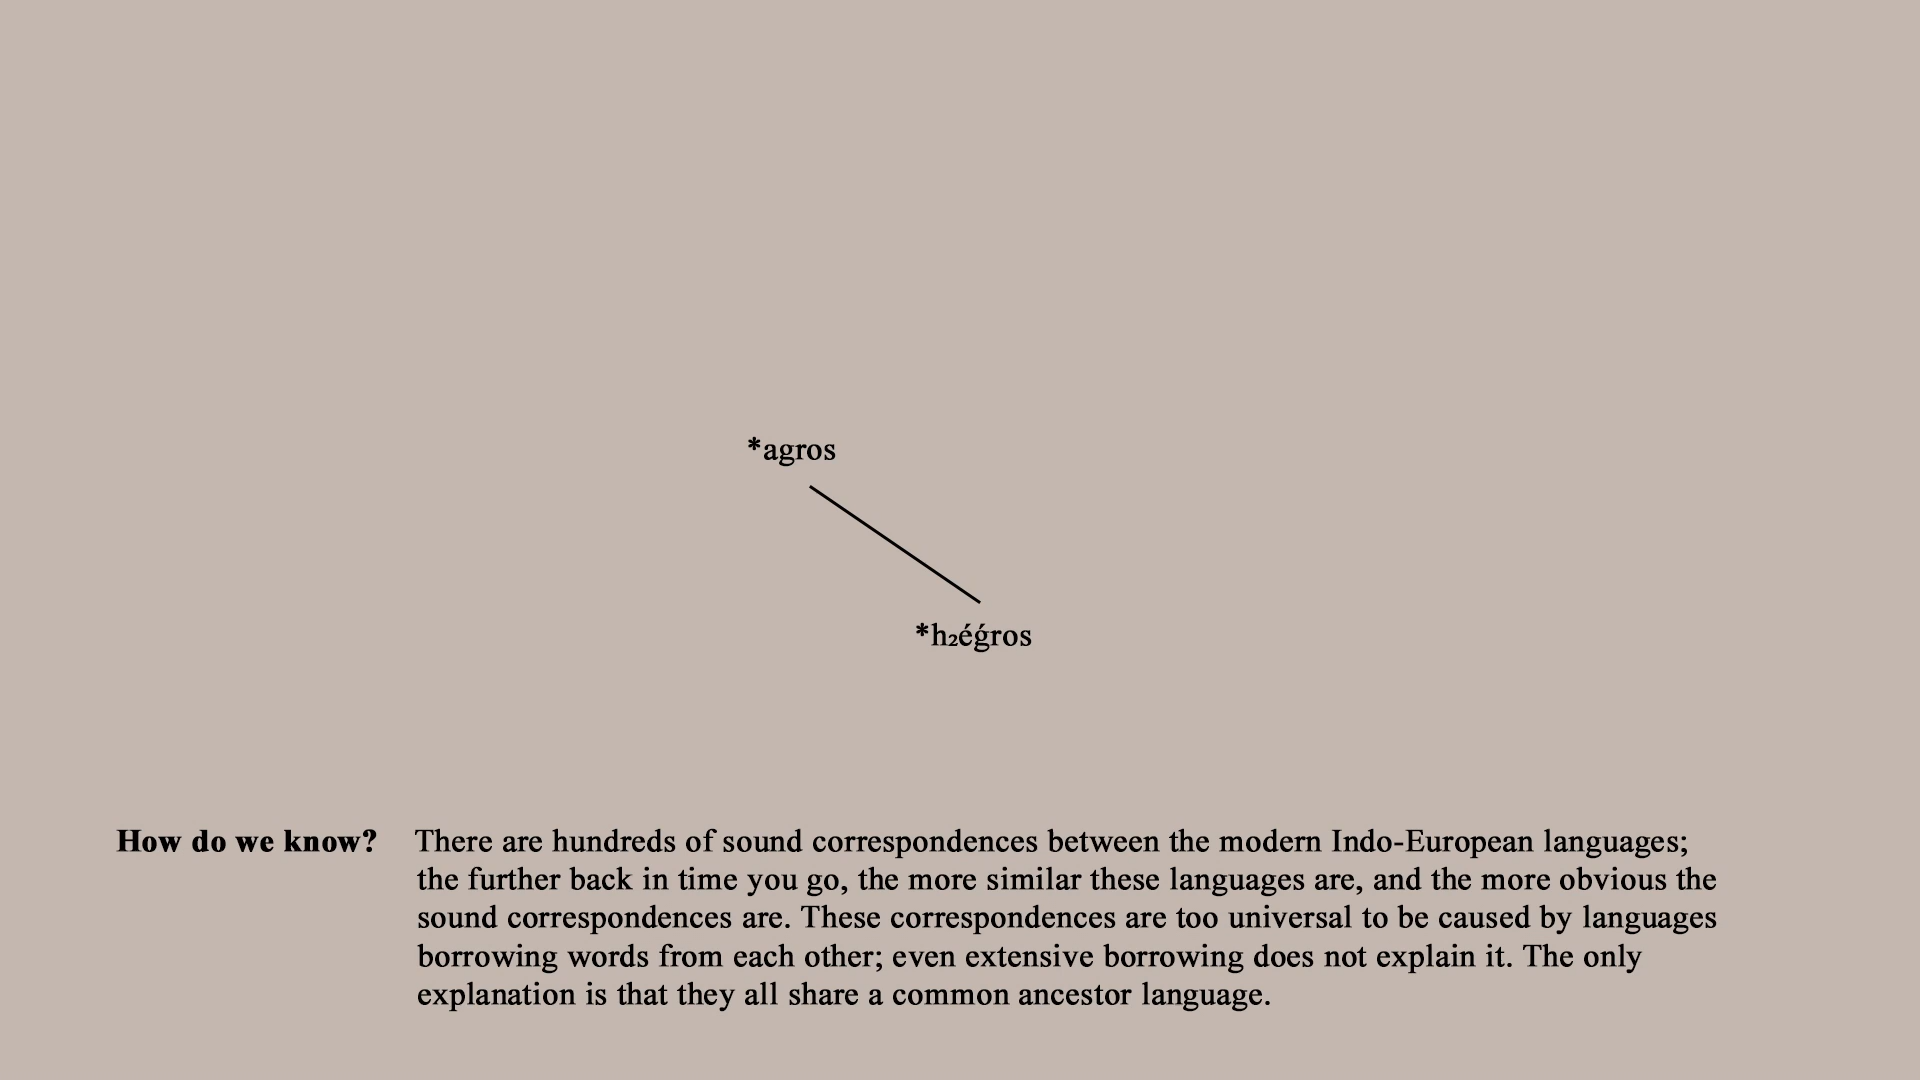 *agros
*h₂éǵros
How do we know? There are hundreds of sound correspondences between the modern Indo-European languages;
the further back in time you go, the more similar these languages are, and the more obvious the
sound correspondences are. These correspondences are too universal to be caused by languages
borrowing words from each other; even extensive borrowing does not explain it. The only
explanation is that they all share a common ancestor language.